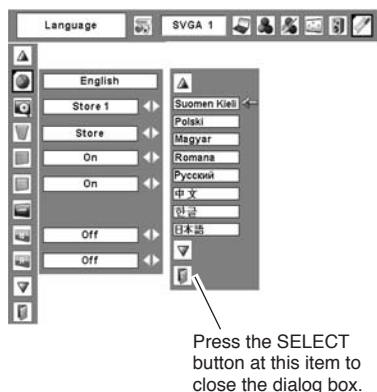 Language
SVGA 1
English
Store 1
Store
On
On
Off
Off
Suomen Kieli
Polski
Magyar
Romana
Русский
中文
한글
日本語
Press the SELECT
button at this item to
close the dialog box.